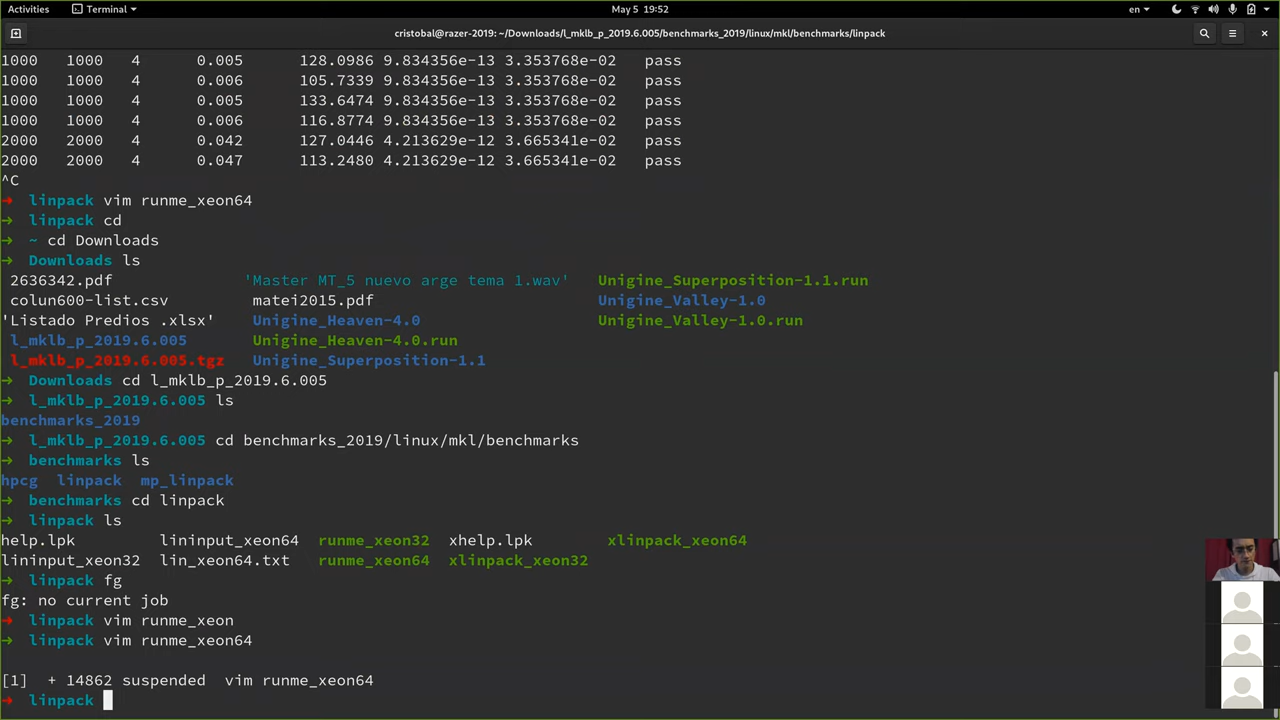 Activities Terminal May 5 19:52 en
cristobal@razer-2019: ~/Downloads/l_mklb_p_2019.6.005/benchmarks_2019/linux/mkl/benchmarks/linpack
1000 1000 4 0.005 128.0986 9.834356e-13 3.353768e-02 pass
1000 1000 4 0.006 105.7339 9.834356e-13 3.353768e-02 pass
1000 1000 4 0.005 133.6474 9.834356e-13 3.353768e-02 pass
1000 1000 4 0.006 116.8774 9.834356e-13 3.353768e-02 pass
2000 2000 4 0.042 127.0446 4.213629e-12 3.665341e-02 pass
2000 2000 4 0.047 113.2480 4.213629e-12 3.665341e-02 pass
^C
→ linpack vim runme_xeon64
→ linpack cd
→ ~ cd Downloads
→ Downloads ls
2636342.pdf 'Master MT_5 nuevo arge tema 1.wav' Unigine_Superposition-1.1.run
colun600-list.csv matei2015.pdf Unigine_Valley-1.0
'Listado Predios .xlsx' Unigine_Heaven-4.0 Unigine_Valley-1.0.run
l_mklb_p_2019.6.005 Unigine_Heaven-4.0.run
l_mklb_p_2019.6.005.tgz Unigine_Superposition-1.1
→ Downloads cd l_mklb_p_2019.6.005
→ l_mklb_p_2019.6.005 ls
benchmarks_2019
→ l_mklb_p_2019.6.005 cd benchmarks_2019/linux/mkl/benchmarks
→ benchmarks ls
hpcg linpack mp_linpack
→ benchmarks cd linpack
→ linpack ls
help.lpk lininput_xeon64 runme_xeon32 xhelp.lpk xlinpack_xeon64
lininput_xeon32 lin_xeon64.txt runme_xeon64 xlinpack_xeon32
→ linpack fg
fg: no current job
→ linpack vim runme_xeon
→ linpack vim runme_xeon64
[1] + 14862 suspended vim runme_xeon64
→ linpack